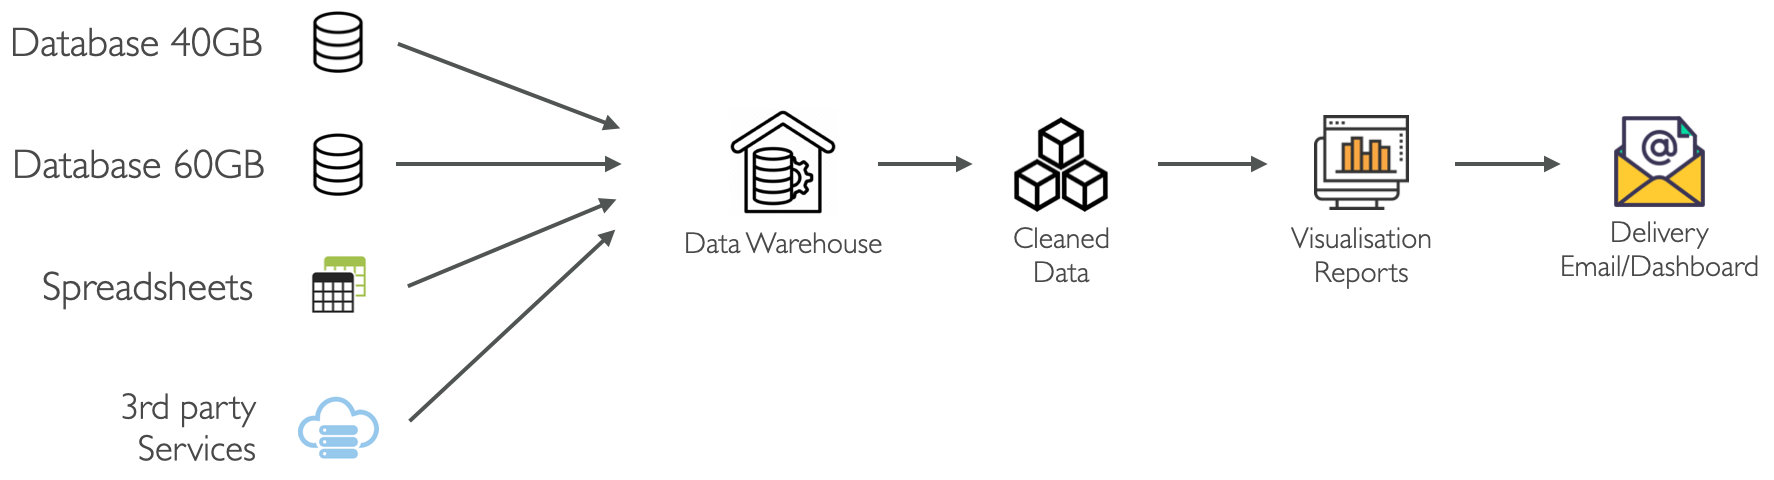 Database 40GB
Database 60GB
Spreadsheets
3rd party
Services
Data Warehouse
Cleaned
Data
Visualisation
Reports
@
Delivery
Email/Dashboard